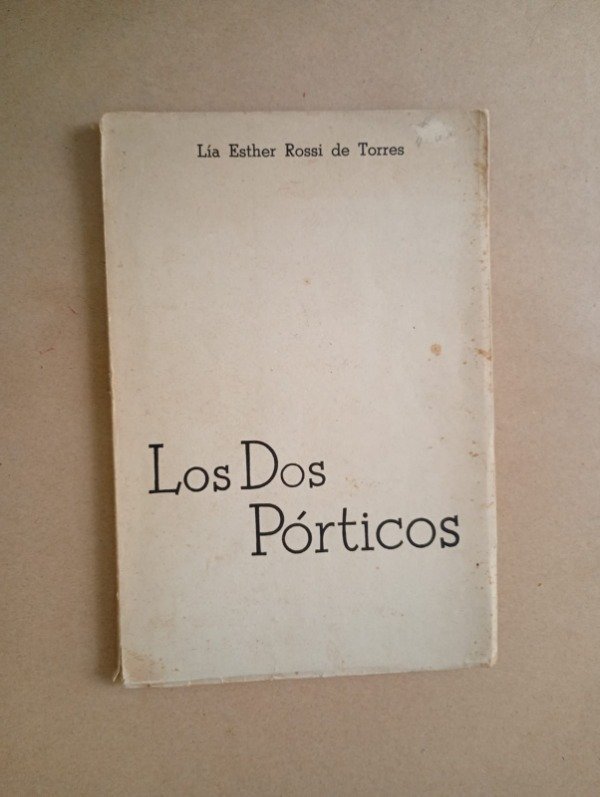 Lía Esther Rossi de Torres
Los Dos
Pórticos